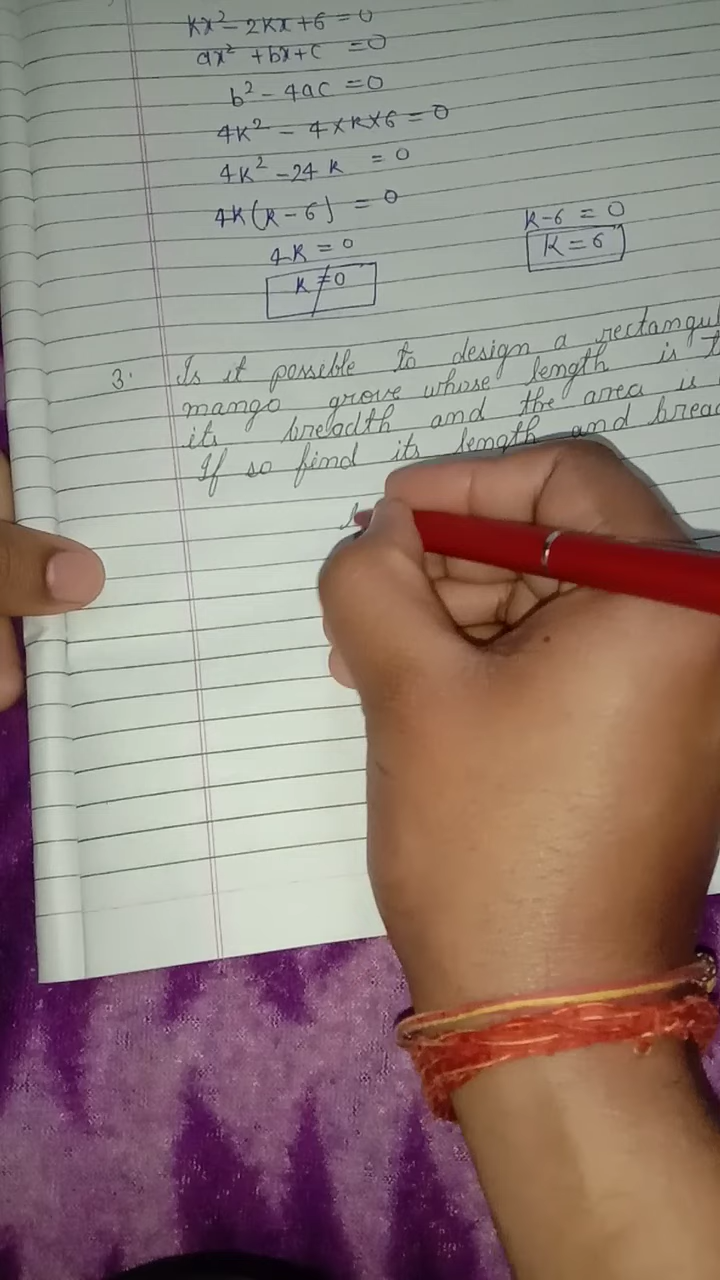 kx² - 2kx + 6 = 0
ax² + bx + c = 0
b² - 4ac = 0
4k² - 4×k×6 = 0
4k² - 24k = 0
4k(k - 6) = 0
4k = 0
k ≠ 0
k - 6 = 0
k = 6
3. Is it possible to design a rectangul
mango grove whose length is t
its breadth and the area is
If so find its length and bread